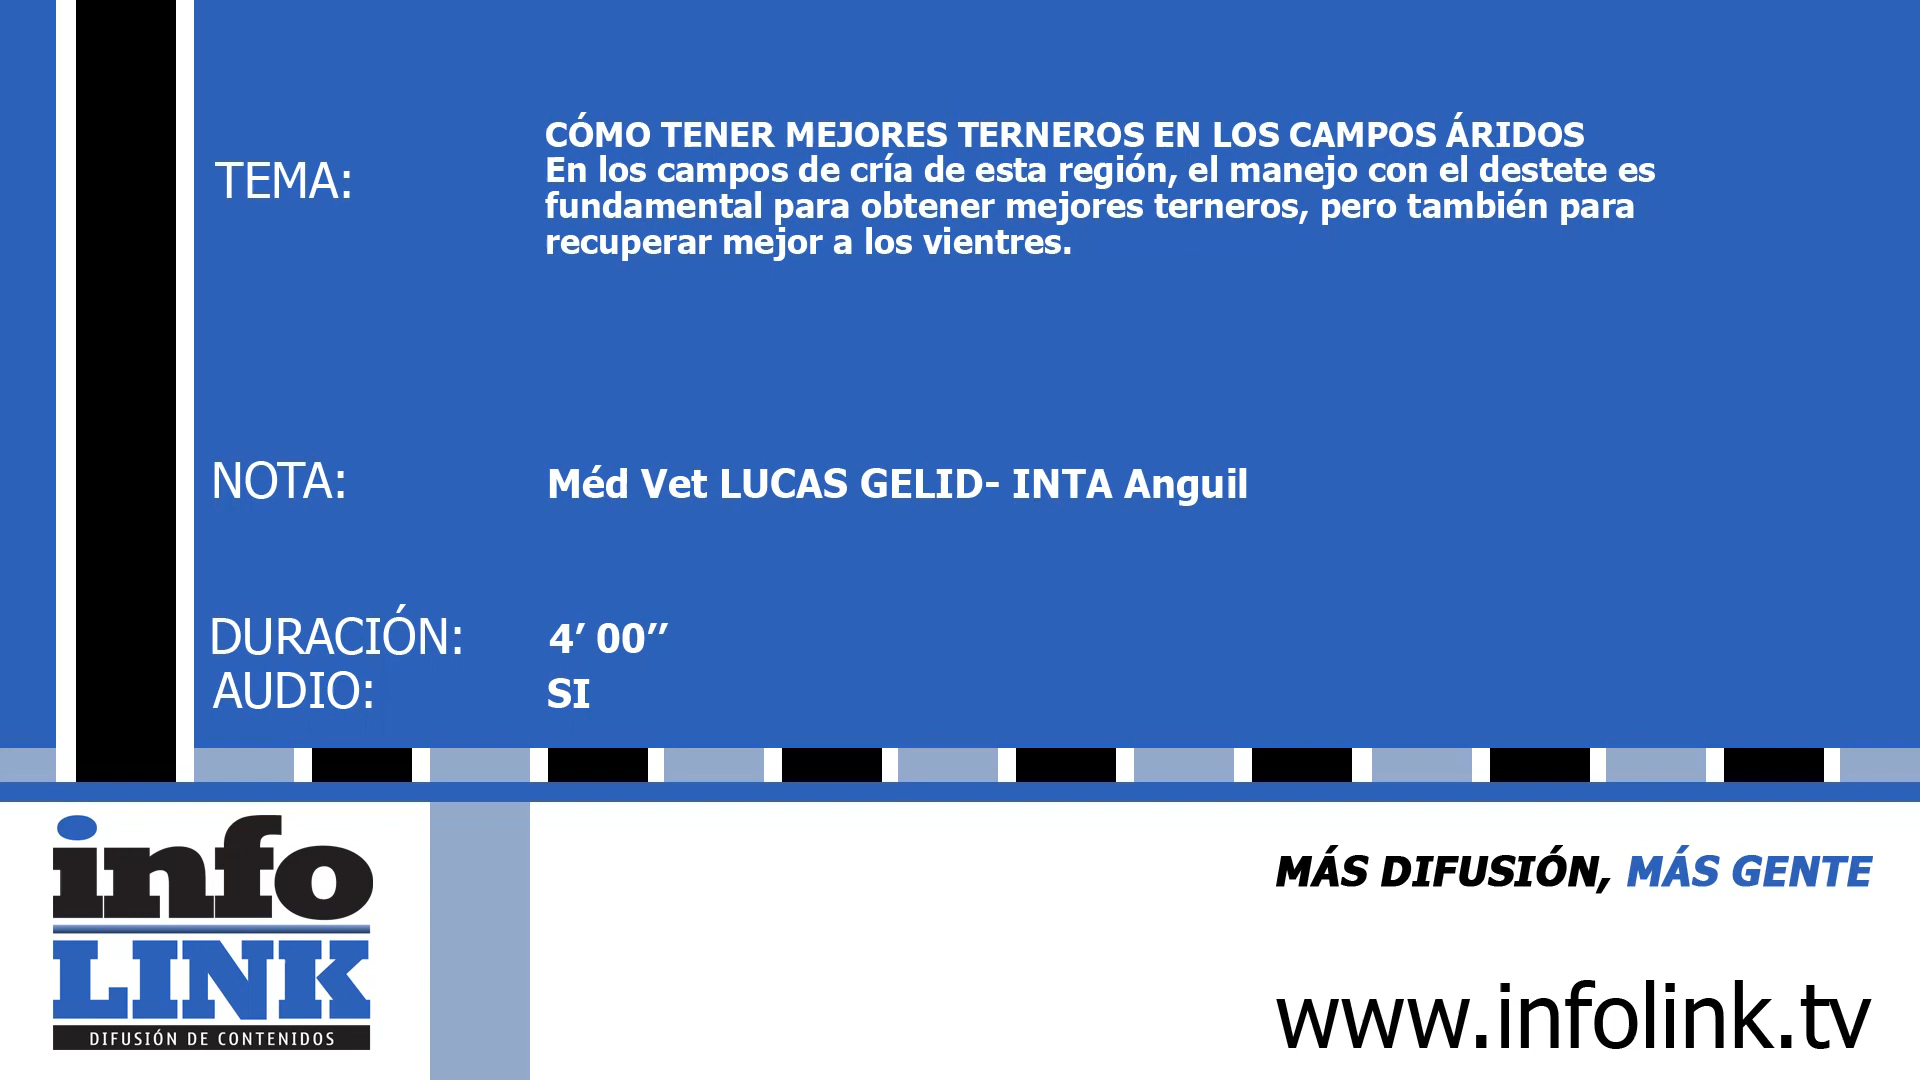 TEMA:
CÓMO TENER MEJORES TERNEROS EN LOS CAMPOS ÁRIDOS
En los campos de cría de esta región, el manejo con el destete es
fundamental para obtener mejores terneros, pero también para
recuperar mejor a los vientres.
NOTA:
Méd Vet LUCAS GELID- INTA Anguil
DURACIÓN:
4’ 00’’
AUDIO:
SI
info
LINK
DIFUSIÓN DE CONTENIDOS
MÁS DIFUSIÓN, MÁS GENTE
www.infolink.tv